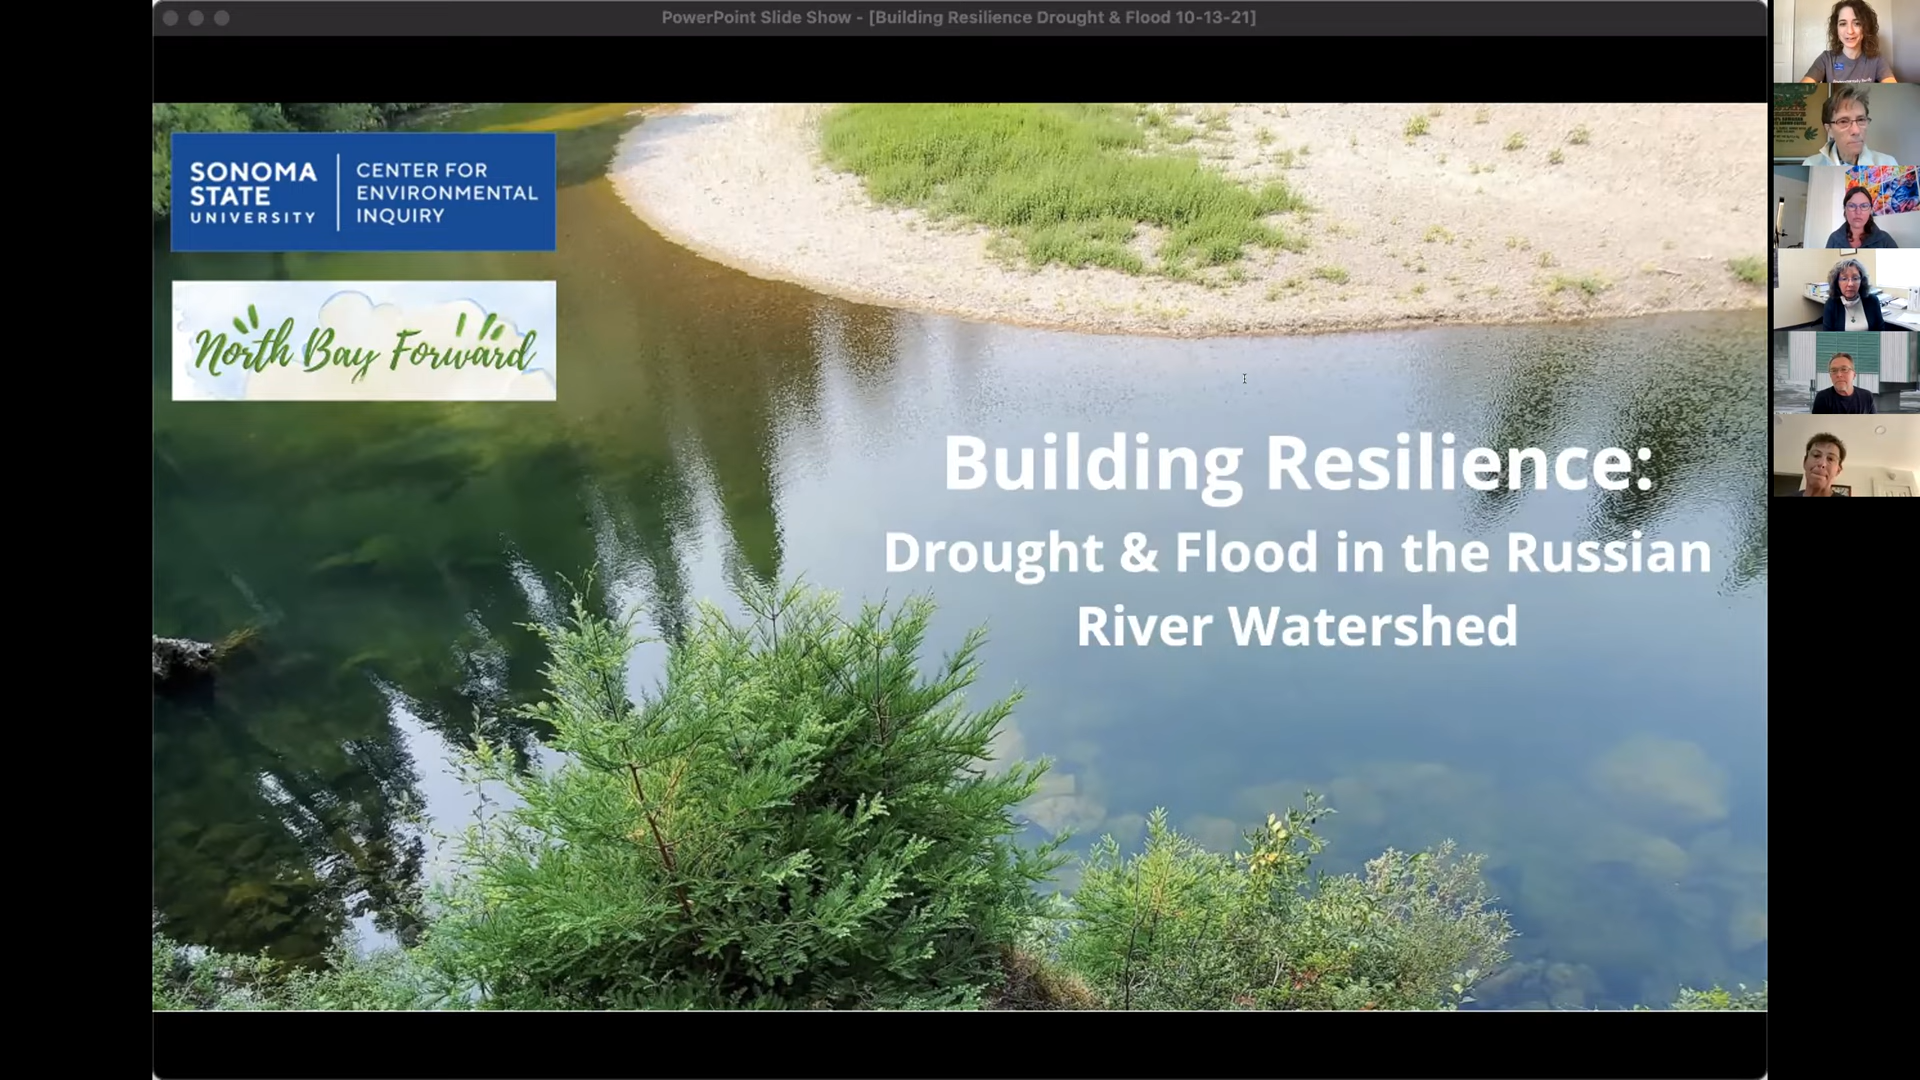 PowerPoint Slide Show - [Building Resilience Drought & Flood 10-13-21]
SONOMA
STATE
UNIVERSITY
CENTER FOR
ENVIRONMENTAL
INQUIRY
North Bay Forward
Building Resilience:
Drought & Flood in the Russian
River Watershed